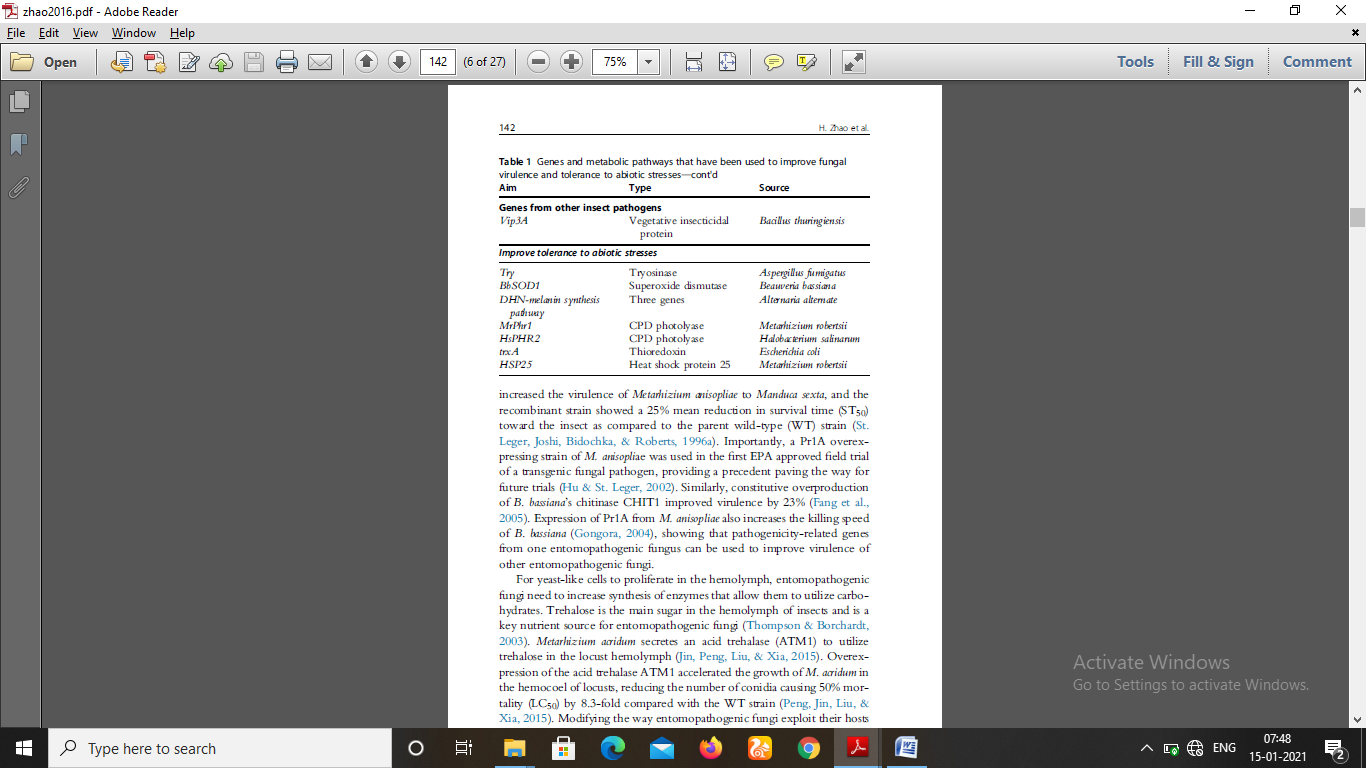 zhao2016.pdf - Adobe Reader
File Edit View Window Help
Open 142 (6 of 27) 75% Tools Fill & Sign Comment
142 H. Zhao et al.
Table 1 Genes and metabolic pathways that have been used to improve fungal
virulence and tolerance to abiotic stresses—cont'd
Aim Type Source
Genes from other insect pathogens
Vip3A Vegetative insecticidal Bacillus thuringiensis
protein
Improve tolerance to abiotic stresses
Try Tryosinase Aspergillus fumigatus
BbSOD1 Superoxide dismutase Beauveria bassiana
DHN-melanin synthesis Three genes Alternaria alternate
pathway
MrPhr1 CPD photolyase Metarhizium robertsii
HsPHR2 CPD photolyase Halobacterium salinarum
trxA Thioredoxin Escherichia coli
HSP25 Heat shock protein 25 Metarhizium robertsii
increased the virulence of Metarhizium anisopliae to Manduca sexta, and the
recombinant strain showed a 25% mean reduction in survival time (ST50)
toward the insect as compared to the parent wild-type (WT) strain (St.
Leger, Joshi, Bidochka, & Roberts, 1996a). Importantly, a Pr1A overex-
pressing strain of M. anisopliae was used in the first EPA approved field trial
of a transgenic fungal pathogen, providing a precedent paving the way for
future trials (Hu & St. Leger, 2002). Similarly, constitutive overproduction
of B. bassiana's chitinase CHIT1 improved virulence by 23% (Fang et al.,
2005). Expression of Pr1A from M. anisopliae also increases the killing speed
of B. bassiana (Gongora, 2004), showing that pathogenicity-related genes
from one entomopathogenic fungus can be used to improve virulence of
other entomopathogenic fungi.
For yeast-like cells to proliferate in the hemolymph, entomopathogenic
fungi need to increase synthesis of enzymes that allow them to utilize carbo-
hydrates. Trehalose is the main sugar in the hemolymph of insects and is a
key nutrient source for entomopathogenic fungi (Thompson & Borchardt,
2003). Metarhizium acridum secretes an acid trehalase (ATM1) to utilize
trehalose in the locust hemolymph (Jin, Peng, Liu, & Xia, 2015). Overex-
pression of the acid trehalase ATM1 accelerated the growth of M. acridum in
the hemocoel of locusts, reducing the number of conidia causing 50% mor-
tality (LC50) by 8.3-fold compared with the WT strain (Peng, Jin, Liu, &
Xia, 2015). Modifying the way entomopathogenic fungi exploit their hosts
Activate Windows
Go to Settings to activate Windows.
Type here to search
ENG
07:48
15-01-2021
2